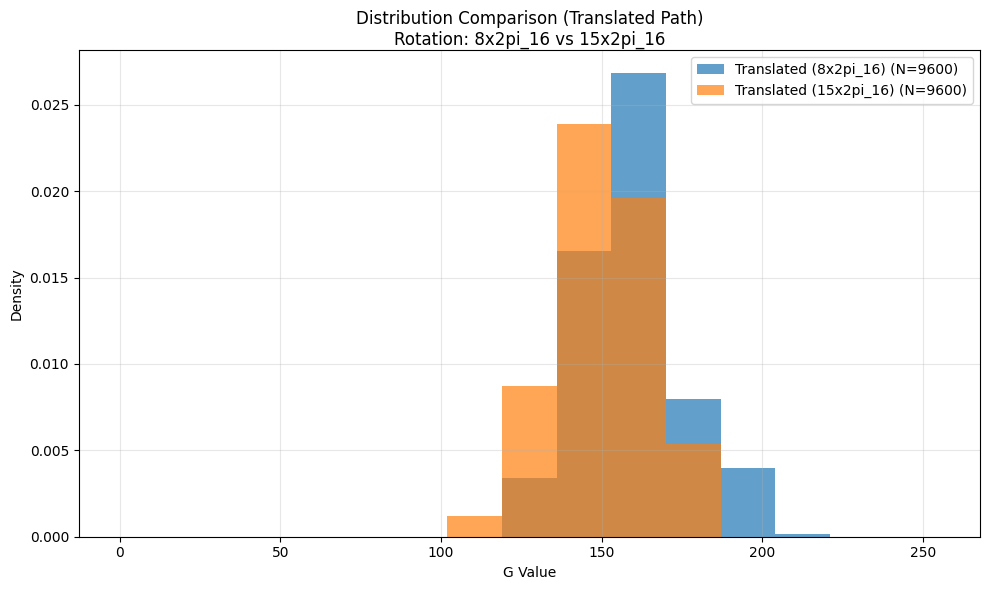 Distribution Comparison (Translated Path)
Rotation: 8x2pi_16 vs 15x2pi_16
Translated (8x2pi_16) (N=9600)
Translated (15x2pi_16) (N=9600)
0.025
0.020
0.015
0.010
0.005
0.000
Density
0 50 100 150 200 250
G Value